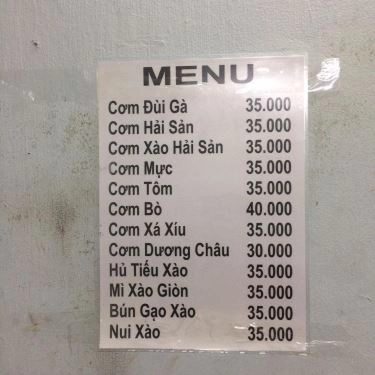 MENU
Cơm Đùi Gà 35.000
Cơm Hải Sản 35.000
Cơm Xào Hải Sản 35.000
Cơm Mực 35.000
Cơm Tôm 35.000
Cơm Bò 40.000
Cơm Xá Xíu 35.000
Cơm Dương Châu 30.000
Hủ Tiếu Xào 35.000
Mì Xào Giòn 35.000
Bún Gạo Xào 35.000
Nui Xào 35.000